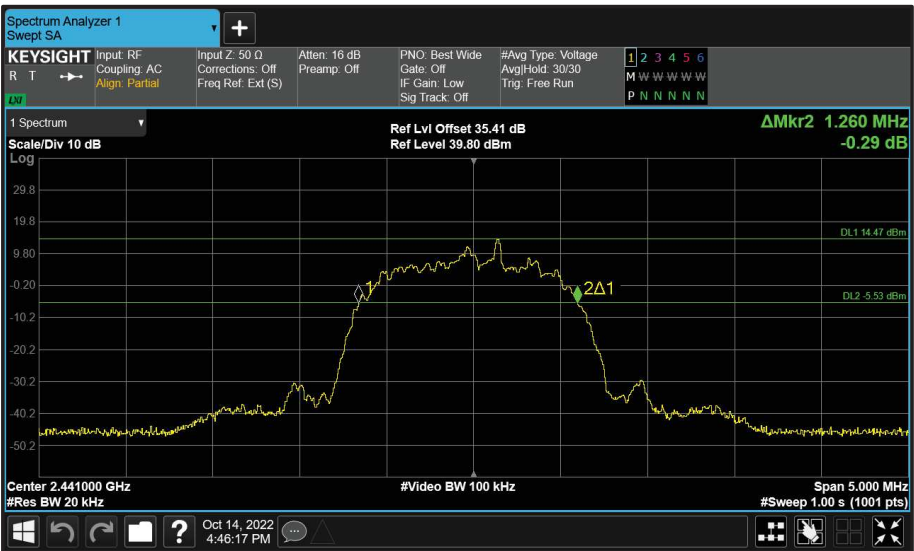 Spectrum Analyzer 1
Swept SA
+
KEYSIGHT
R T
LXI
Input: RF
Coupling: AC
Align: Partial
Input Z: 50 Ω
Corrections: Off
Freq Ref: Ext (S)
Atten: 16 dB
Preamp: Off
PNO: Best Wide
Gate: Off
IF Gain: Low
Sig Track: Off
#Avg Type: Voltage
Avg|Hold: 30/30
Trig: Free Run
1 2 3 4 5 6
M W W W W W
P N N N N N
1 Spectrum
Scale/Div 10 dB
Log
Ref Lvl Offset 35.41 dB
Ref Level 39.80 dBm
ΔMkr2 1.260 MHz
-0.29 dB
29.8
19.8
DL1 14.47 dBm
9.80
-0.20
1
2Δ1
DL2 -5.53 dBm
-10.2
-20.2
-30.2
-40.2
-50.2
Center 2.441000 GHz
#Video BW 100 kHz
Span 5.000 MHz
#Res BW 20 kHz
#Sweep 1.00 s (1001 pts)
?
Oct 14, 2022
4:46:17 PM